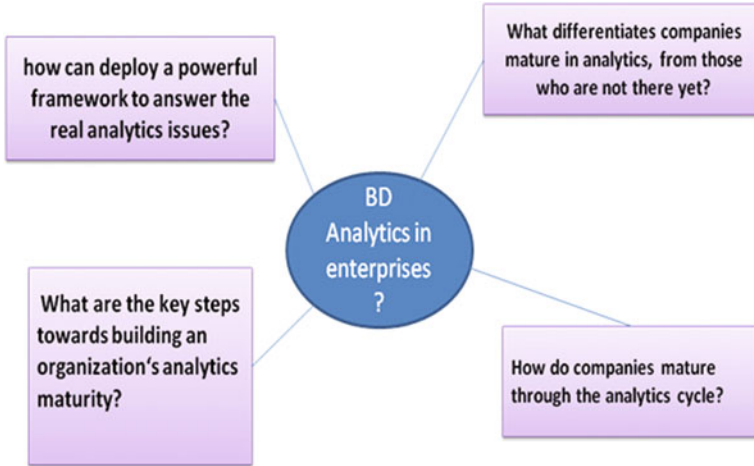 how can deploy a powerful
framework to answer the
real analytics issues?
What differentiates companies
mature in analytics, from those
who are not there yet?
BD
Analytics in
enterprises
?
What are the key steps
towards building an
organization‘s analytics
maturity?
How do companies mature
through the analytics cycle?